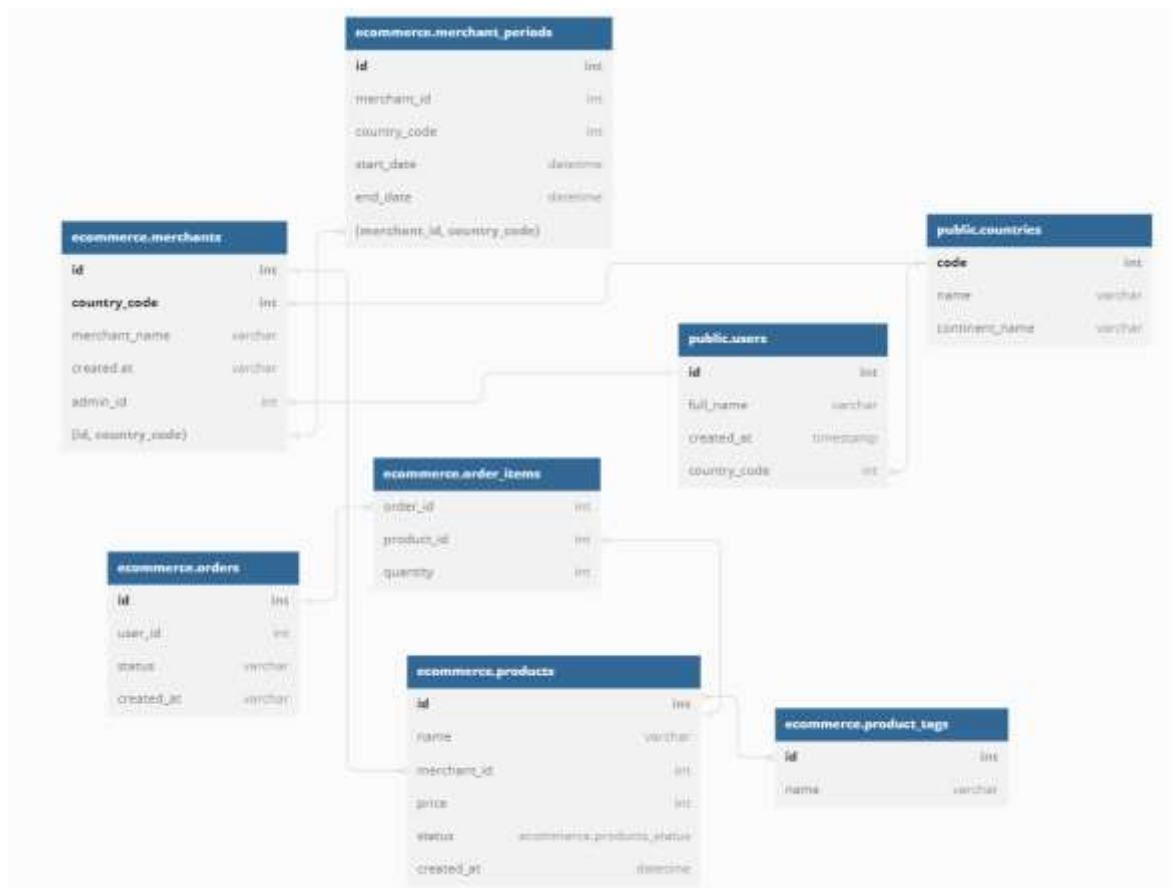 ecommerce.merchant_periods
id int
merchant_id int
country_code int
start_date datetime
end_date datetime
(merchant_id, country_code)
ecommerce.merchants
id int
country_code int
merchant_name varchar
created at varchar
admin_id int
(id, country_code)
public.countries
code int
name varchar
continent_name varchar
public.users
id int
full_name varchar
created_at timestamp
country_code int
ecommerce.order_items
order_id int
product_id int
quantity int
ecommerce.orders
id int
user_id int
status varchar
created_at varchar
ecommerce.products
id int
name varchar
merchant_id int
price int
status ecommerce.products_status
created_at datetime
ecommerce.product_tags
id int
name varchar